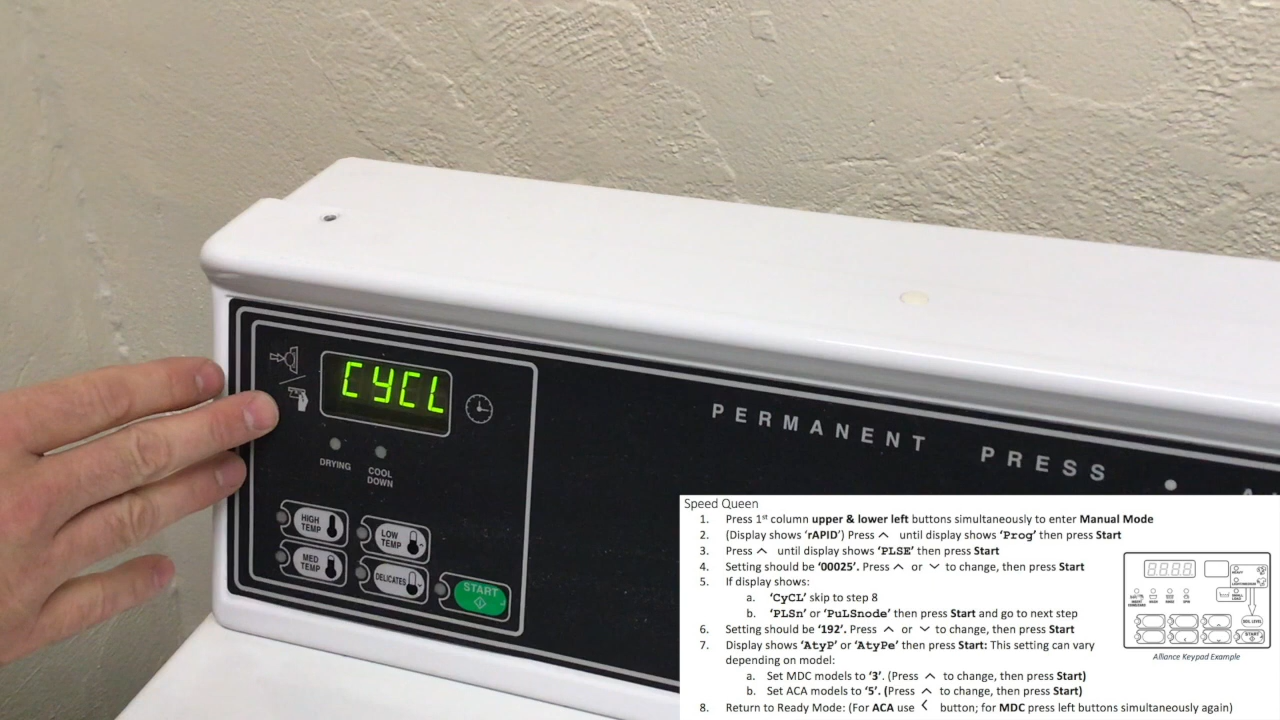 CYCL
DRYING
COOL
DOWN
HIGH
TEMP
LOW
TEMP
MED
TEMP
DELICATES
START
PERMANENT PRESS
Speed Queen
1. Press 1st column upper & lower left buttons simultaneously to enter Manual Mode
2. (Display shows ‘rAPID’) Press ^ until display shows ‘Prog’ then press Start
3. Press ^ until display shows ‘PLSE’ then press Start
4. Setting should be ‘00025’. Press ^ or ˅ to change, then press Start
5. If display shows:
a. ‘CyCL’ skip to step 8
b. ‘PLSn’ or ‘PuLSnode’ then press Start and go to next step
6. Setting should be ‘192’. Press ^ or ˅ to change, then press Start
7. Display shows ‘AtyP’ or ‘AtyPe’ then press Start: This setting can vary
depending on model:
a. Set MDC models to ‘3’. (Press ^ to change, then press Start)
b. Set ACA models to ‘5’. (Press ^ to change, then press Start)
8. Return to Ready Mode: (For ACA use < button; for MDC press left buttons simultaneously again)
SOIL LEVEL
START
Alliance Keypad Example